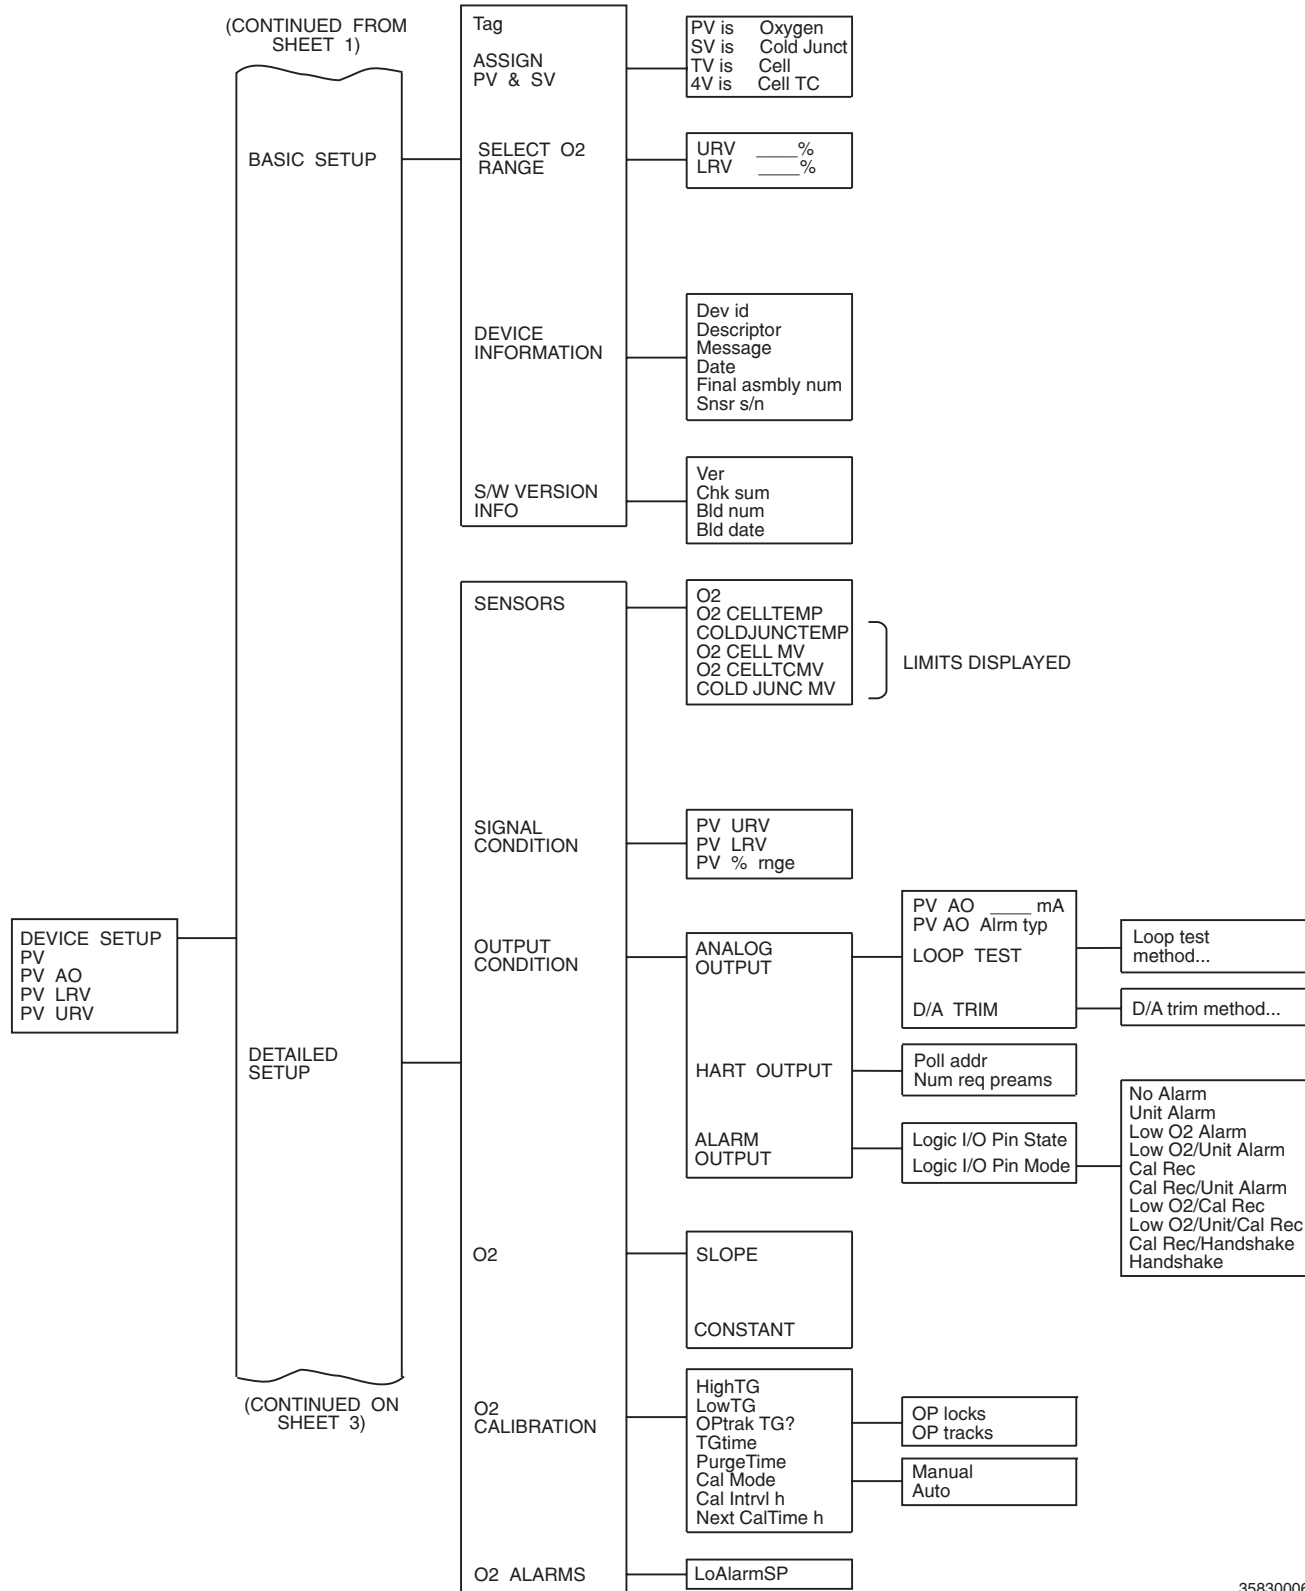 (CONTINUED FROM
SHEET 1)
BASIC SETUP
Tag
ASSIGN
PV & SV
PV is Oxygen
SV is Cold Junct
TV is Cell
4V is Cell TC
SELECT O2
RANGE
URV ____%
LRV ____%
DEVICE
INFORMATION
Dev id
Descriptor
Message
Date
Final asmbly num
Snsr s/n
S/W VERSION
INFO
Ver
Chk sum
Bld num
Bld date
DEVICE SETUP
PV
PV AO
PV LRV
PV URV
DETAILED
SETUP
SENSORS
O2
O2 CELLTEMP
COLDJUNCTEMP
O2 CELL MV
O2 CELLTCMV
COLD JUNC MV
LIMITS DISPLAYED
SIGNAL
CONDITION
PV URV
PV LRV
PV % rnge
OUTPUT
CONDITION
ANALOG
OUTPUT
PV AO ____ mA
PV AO Alrm typ
LOOP TEST
D/A TRIM
Loop test
method...
D/A trim method...
HART OUTPUT
Poll addr
Num req preams
ALARM
OUTPUT
Logic I/O Pin State
Logic I/O Pin Mode
No Alarm
Unit Alarm
Low O2 Alarm
Low O2/Unit Alarm
Cal Rec
Cal Rec/Unit Alarm
Low O2/Cal Rec
Low O2/Unit/Cal Rec
Cal Rec/Handshake
Handshake
O2
SLOPE
CONSTANT
O2
CALIBRATION
HighTG
LowTG
OPtrak TG?
TGtime
PurgeTime
Cal Mode
Cal Intrvl h
Next CalTime h
OP locks
OP tracks
Manual
Auto
O2 ALARMS
LoAlarmSP
(CONTINUED ON
SHEET 3)
35830006